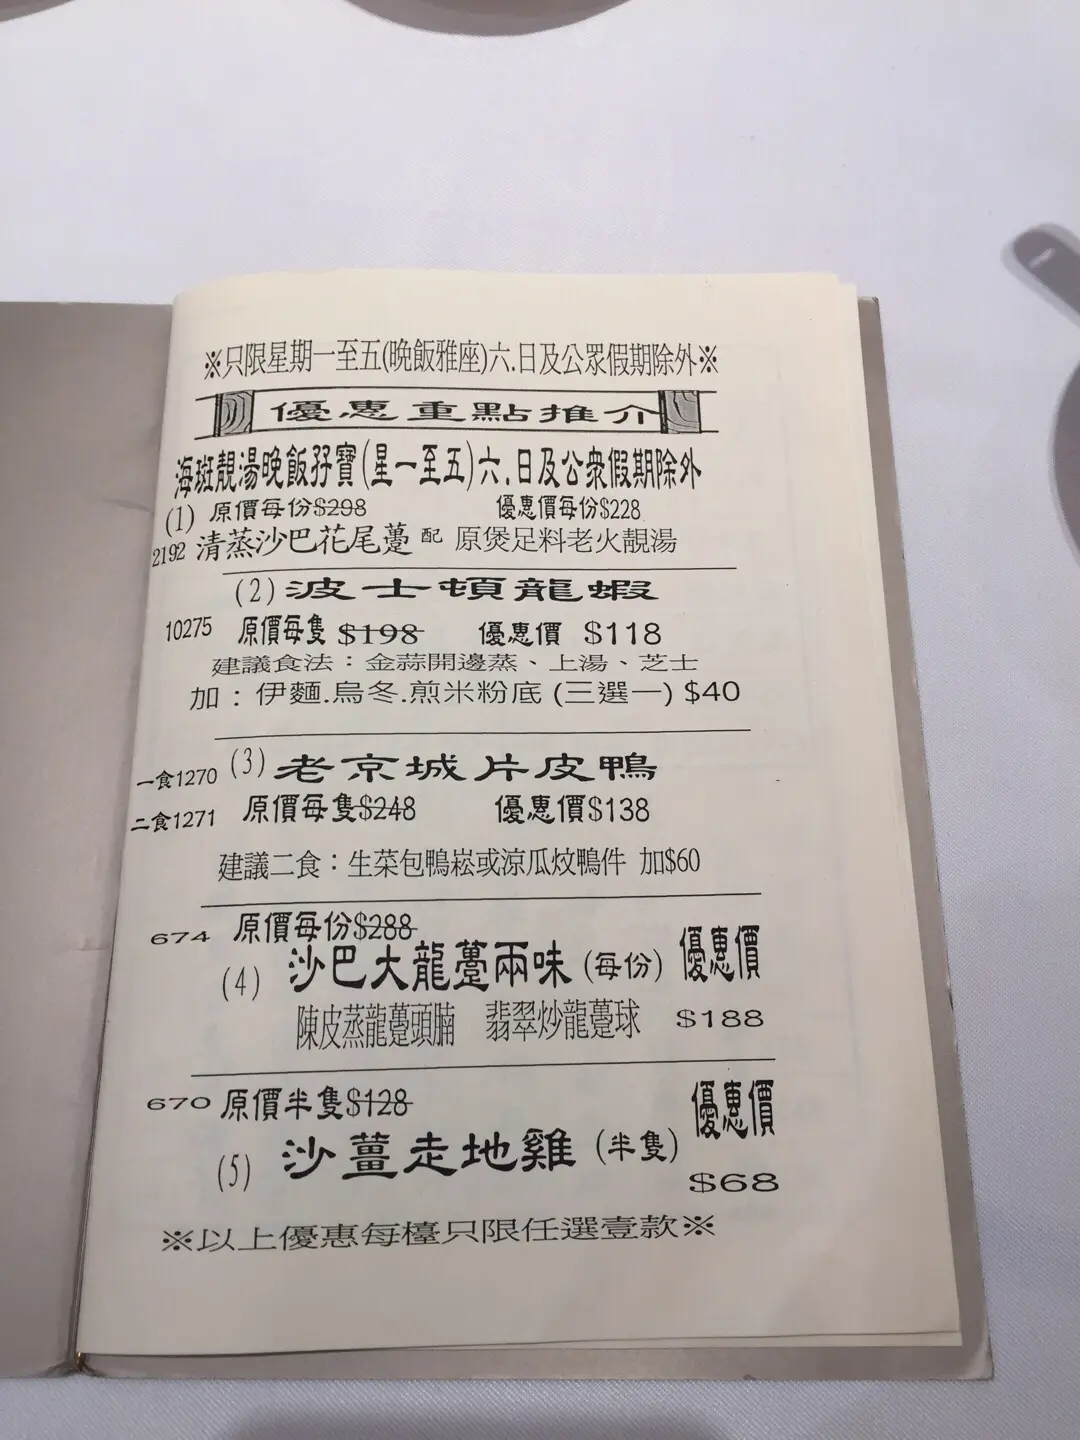 ※只限星期一至五(晚飯雅座)六.日及公眾假期除外※
優惠重點推介
海斑靚湯晚飯孖寶(星一至五)六.日及公衆假期除外
(1) 原價每份$298 優惠價每份$228
2192 清蒸沙巴花尾躉 配 原煲足料老火靚湯
(2) 波士頓龍蝦
10275 原價每隻 $198 優惠價 $118
建議食法：金蒜開邊蒸、上湯、芝士
加：伊麵.烏冬.煎米粉底 (三選一) $40
一食1270 (3) 老京城片皮鴨
二食1271 原價每隻$248 優惠價$138
建議二食：生菜包鴨崧或涼瓜炆鴨件 加$60
674 原價每份$288
(4) 沙巴大龍躉兩味 (每份) 優惠價
陳皮蒸龍躉頭腩 翡翠炒龍躉球 $188
670 原價半隻$128 優惠價
(5) 沙薑走地雞 (半隻) $68
※以上優惠每檯只限任選壹款※